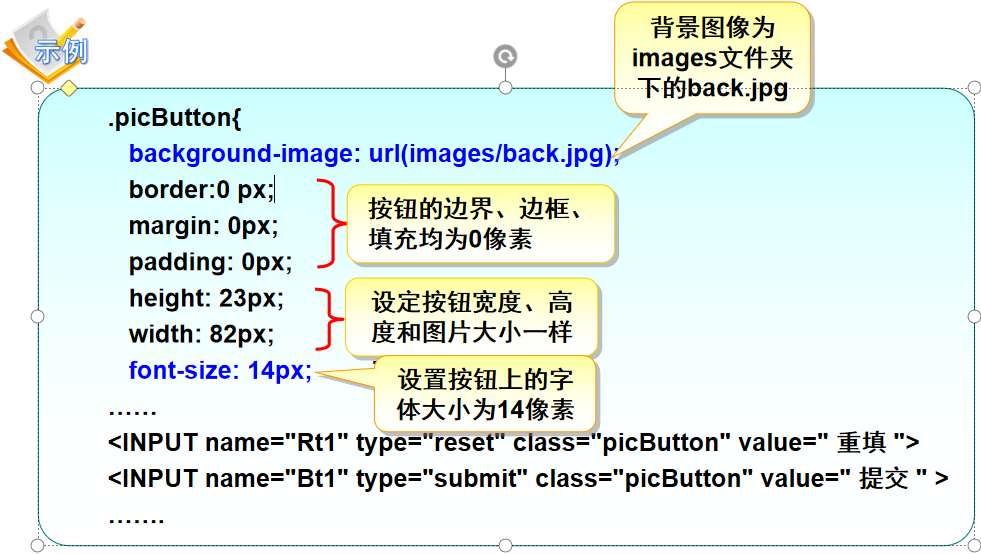 示例
背景图像为
images文件夹
下的back.jpg
.picButton{
background-image: url(images/back.jpg);
border:0 px;
margin: 0px;
padding: 0px;
按钮的边界、边框、
填充均为0像素
height: 23px;
width: 82px;
设定按钮宽度、高
度和图片大小一样
font-size: 14px;
设置按钮上的字
体大小为14像素
……
<INPUT name="Rt1" type="reset" class="picButton" value=" 重填 ">
<INPUT name="Bt1" type="submit" class="picButton" value=" 提交 " >
…….